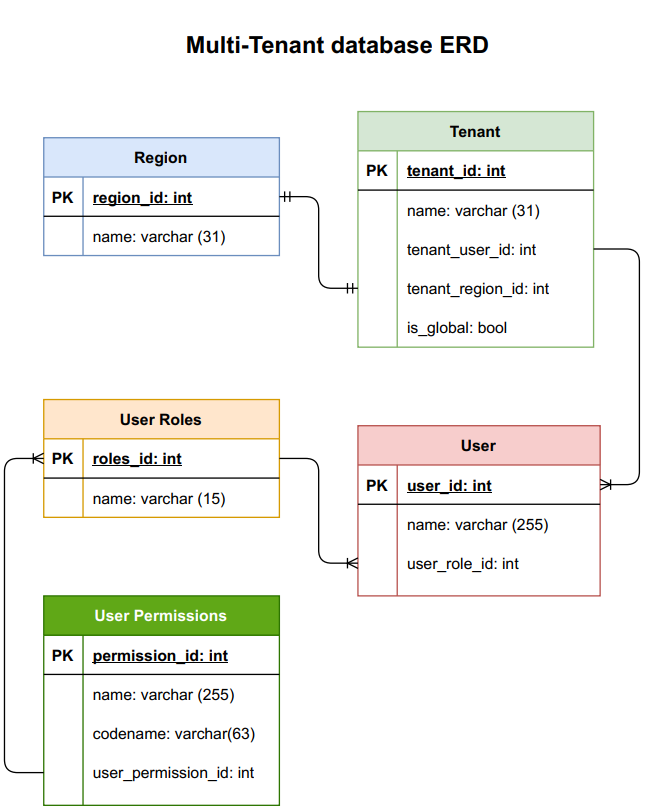 Multi-Tenant database ERD
Region
PK region_id: int
name: varchar (31)
Tenant
PK tenant_id: int
name: varchar (31)
tenant_user_id: int
tenant_region_id: int
is_global: bool
User Roles
PK roles_id: int
name: varchar (15)
User
PK user_id: int
name: varchar (255)
user_role_id: int
User Permissions
PK permission_id: int
name: varchar (255)
codename: varchar(63)
user_permission_id: int